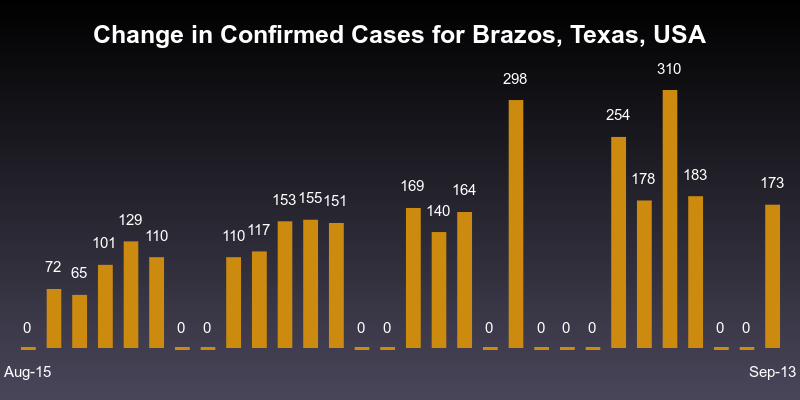 Change in Confirmed Cases for Brazos, Texas, USA
0 72 65 101 129 110 0 0 110 117 153 155 151 0 0 169 140 164 0 298 0 0 0 254 178 310 183 0 0 173
Aug-15 Sep-13